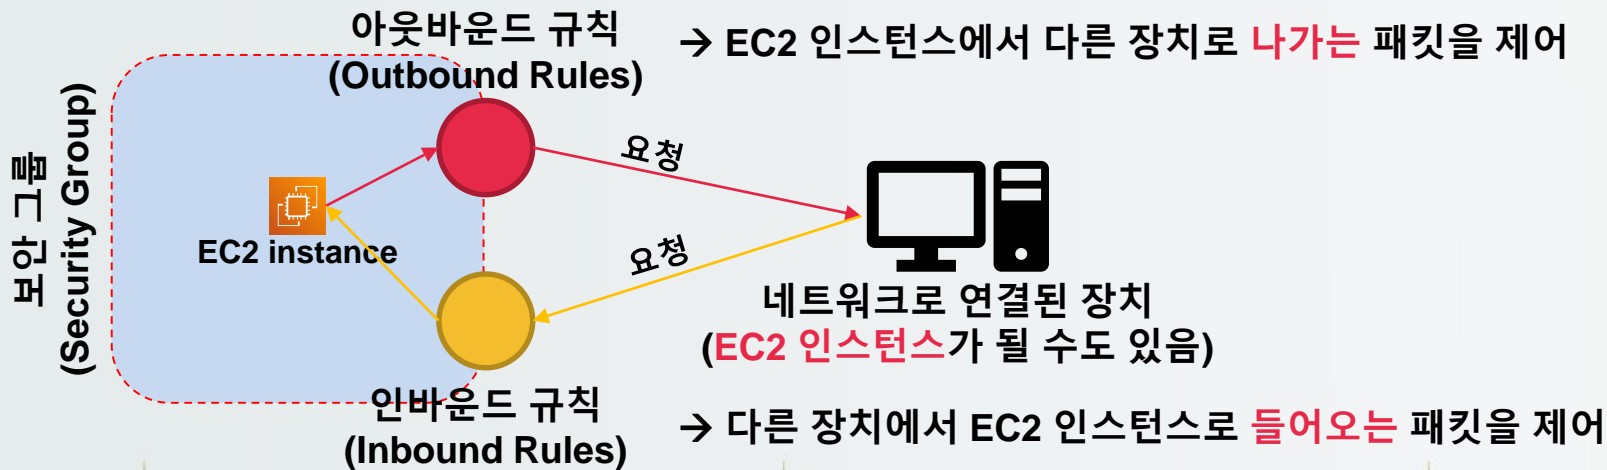 아웃바운드 규칙
(Outbound Rules)
→ EC2 인스턴스에서 다른 장치로 나가는 패킷을 제어
보안 그룹
(Security Group)
EC2 instance
요청
요청
네트워크로 연결된 장치
(EC2 인스턴스가 될 수도 있음)
인바운드 규칙
(Inbound Rules)
→ 다른 장치에서 EC2 인스턴스로 들어오는 패킷을 제어